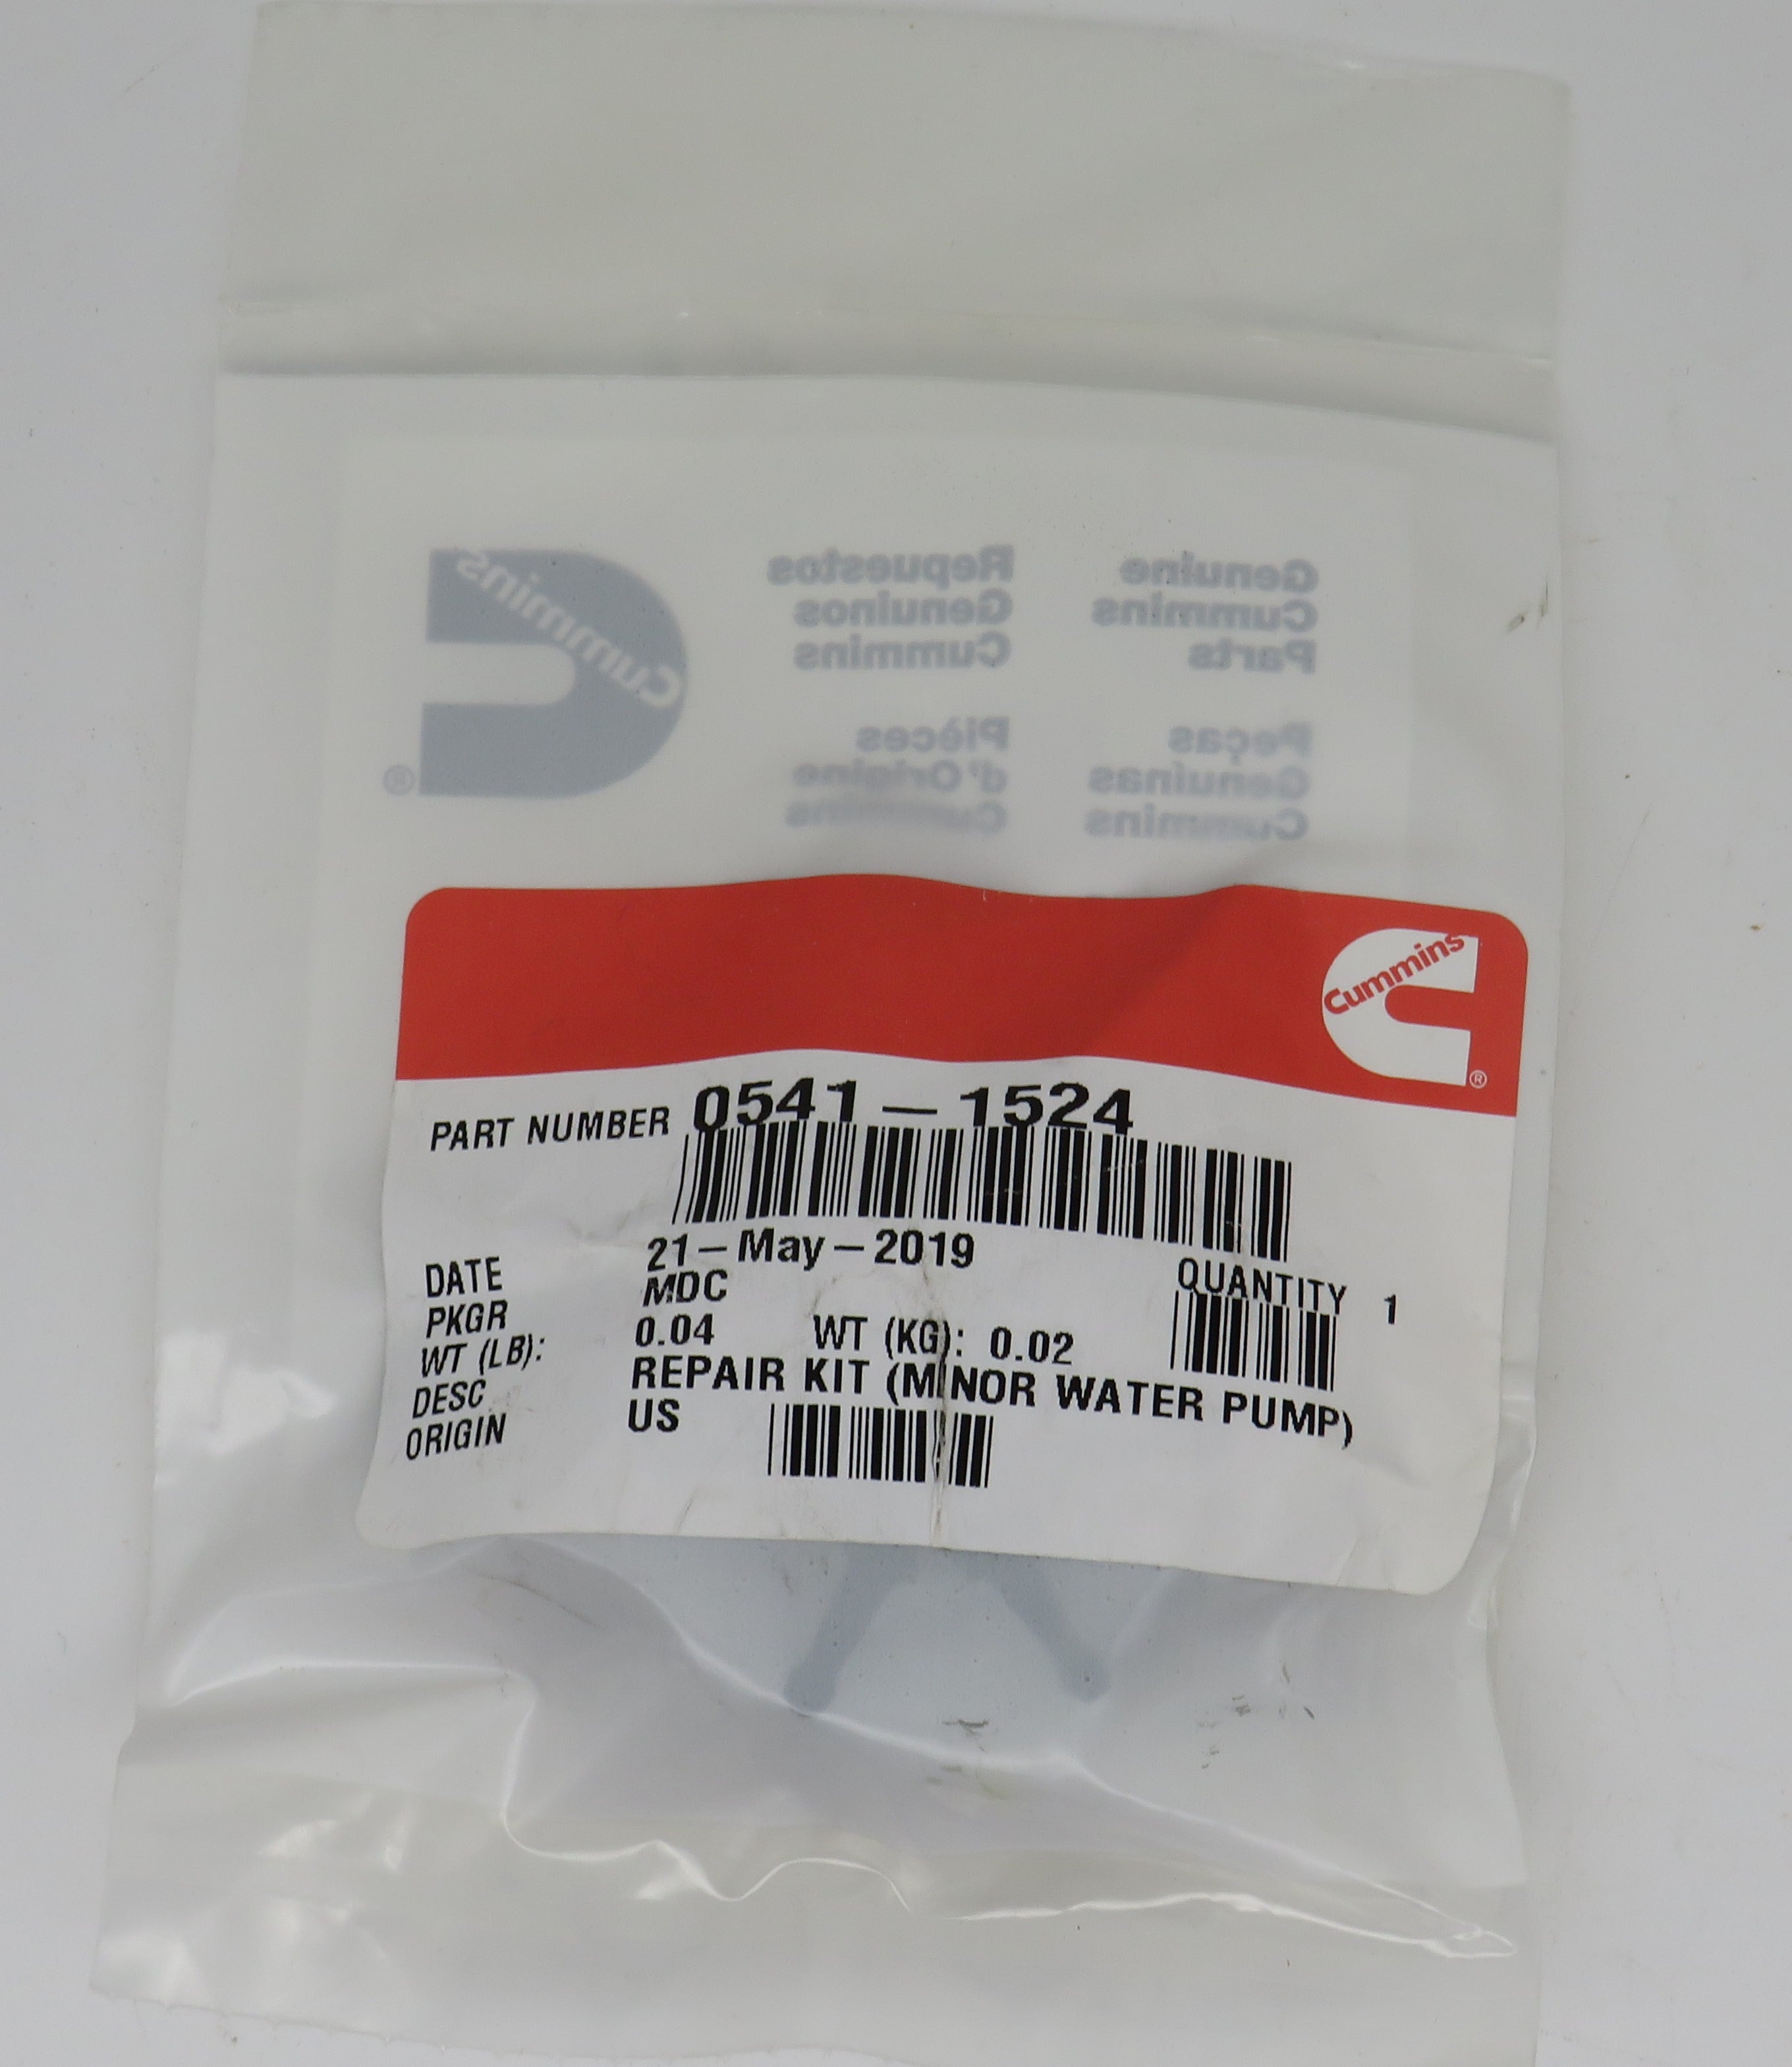 Cummins
®
Repuestos
Genuinos
Cummins
Genuine
Cummins
Parts
Pièces
d'Origine
Cummins
Peças
Genuínas
Cummins
Cummins
®
PART NUMBER 0541-1524
DATE 21-May-2019
QUANTITY 1
PKGR MDC
WT (LB): 0.04 WT (KG): 0.02
DESC REPAIR KIT (MINOR WATER PUMP)
ORIGIN US